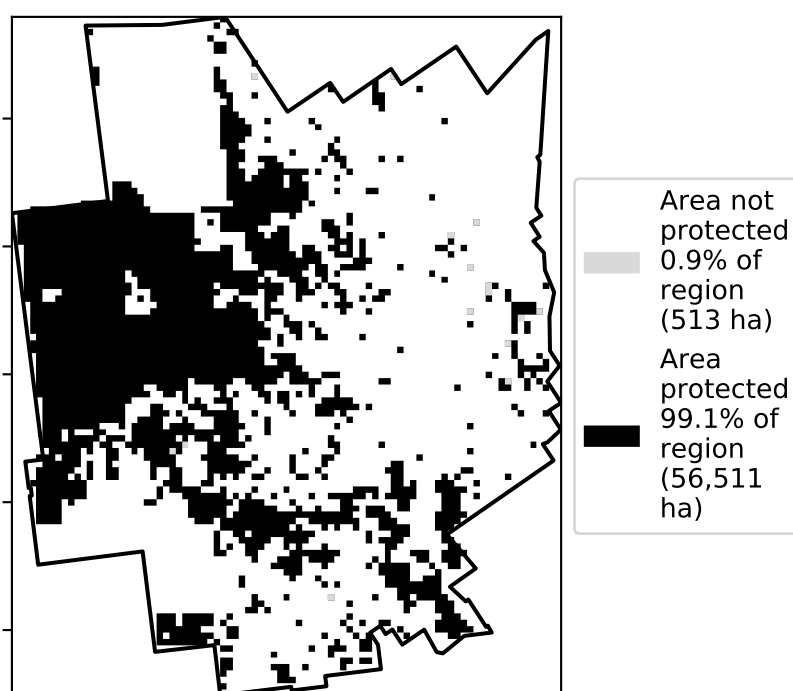 Area not
protected
0.9% of
region
(513 ha)
Area
protected
99.1% of
region
(56,511
ha)